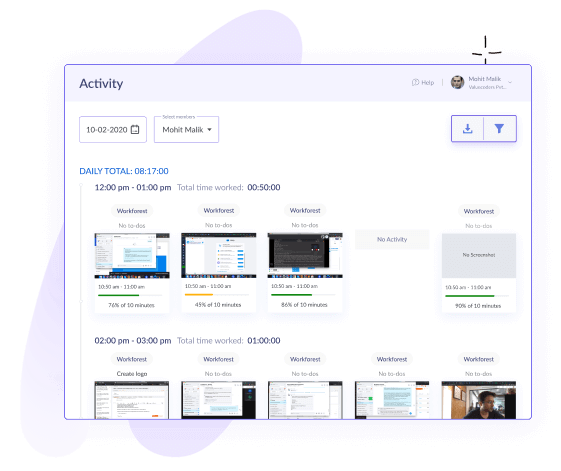 Activity
Help
Mohit Malik
Valuecoders Pvt...
10-02-2020
Select members
Mohit Malik
DAILY TOTAL: 08:17:00
12:00 pm - 01:00 pm Total time worked: 00:50:00
Workforest Workforest Workforest Workforest
No to-dos No to-dos No to-dos No to-dos
No Activity
No Screenshot
10:50 am - 11:00 am 10:50 am - 11:00 am 10:50 am - 11:00 am 10:50 am - 11:00 am
76% of 10 minutes 45% of 10 minutes 86% of 10 minutes 90% of 10 minutes
02:00 pm - 03:00 pm Total time worked: 01:00:00
Workforest Workforest Workforest Workforest Workforest
Create logo No to-dos No to-dos No to-dos No to-dos